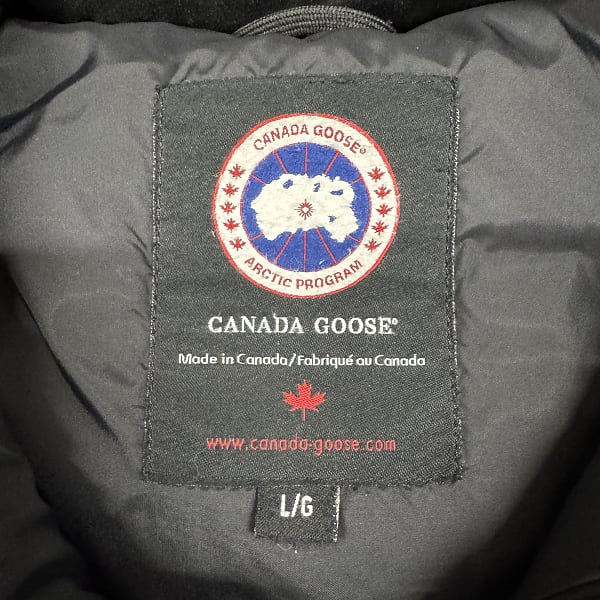 CANADA GOOSE®
ARCTIC PROGRAM
CANADA GOOSE®
Made in Canada/Fabriqué au Canada
www.canada-goose.com
L/G